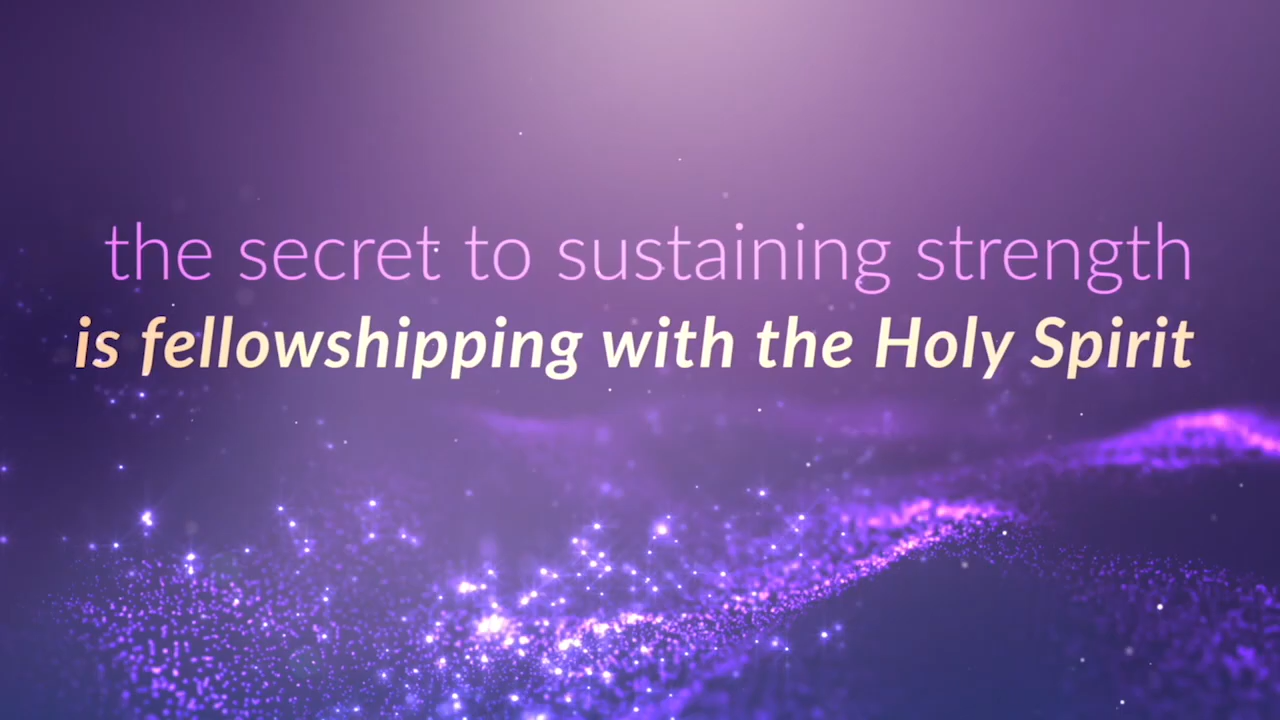 the secret to sustaining strength
is fellowshipping with the Holy Spirit